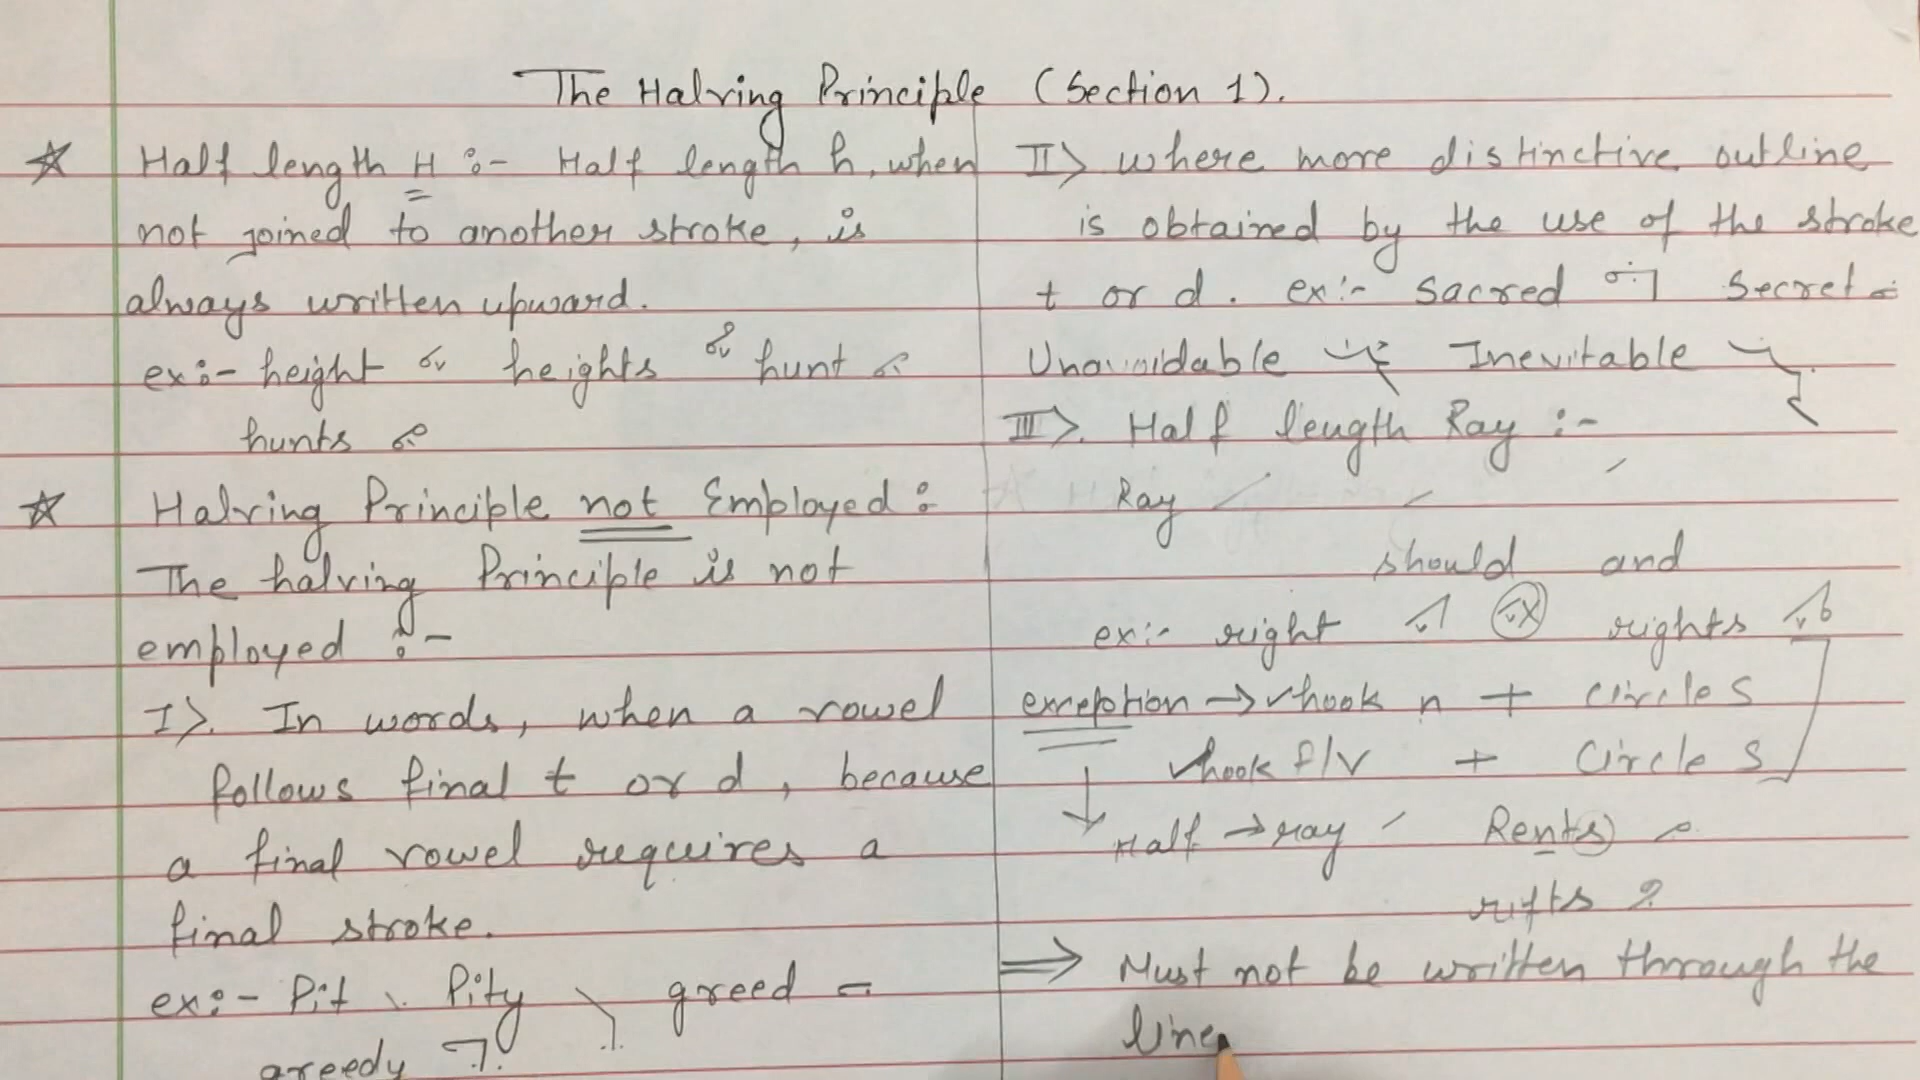 The Halving Principle (Section 1).
Half length H :- Half length h, when
not joined to another stroke, is
always written upward.
ex:- height heights hunt
hunts
Halving Principle not Employed :
The halving Principle is not
employed :-
I>. In words, when a vowel
follows final t or d, because
a final vowel requires a
final stroke.
ex:- Pit Pity greed
greedy
II> where more distinctive outline
is obtained by the use of the stroke
t or d. ex:- Sacred Secret
Unavoidable Inevitable
III>. Half length Ray :-
Ray
should and
ex:- right rights
exception → hook n + circle S
hook f/v + Circle S
Half → ray Rents
rifts
⇒ Must not be written through the
line